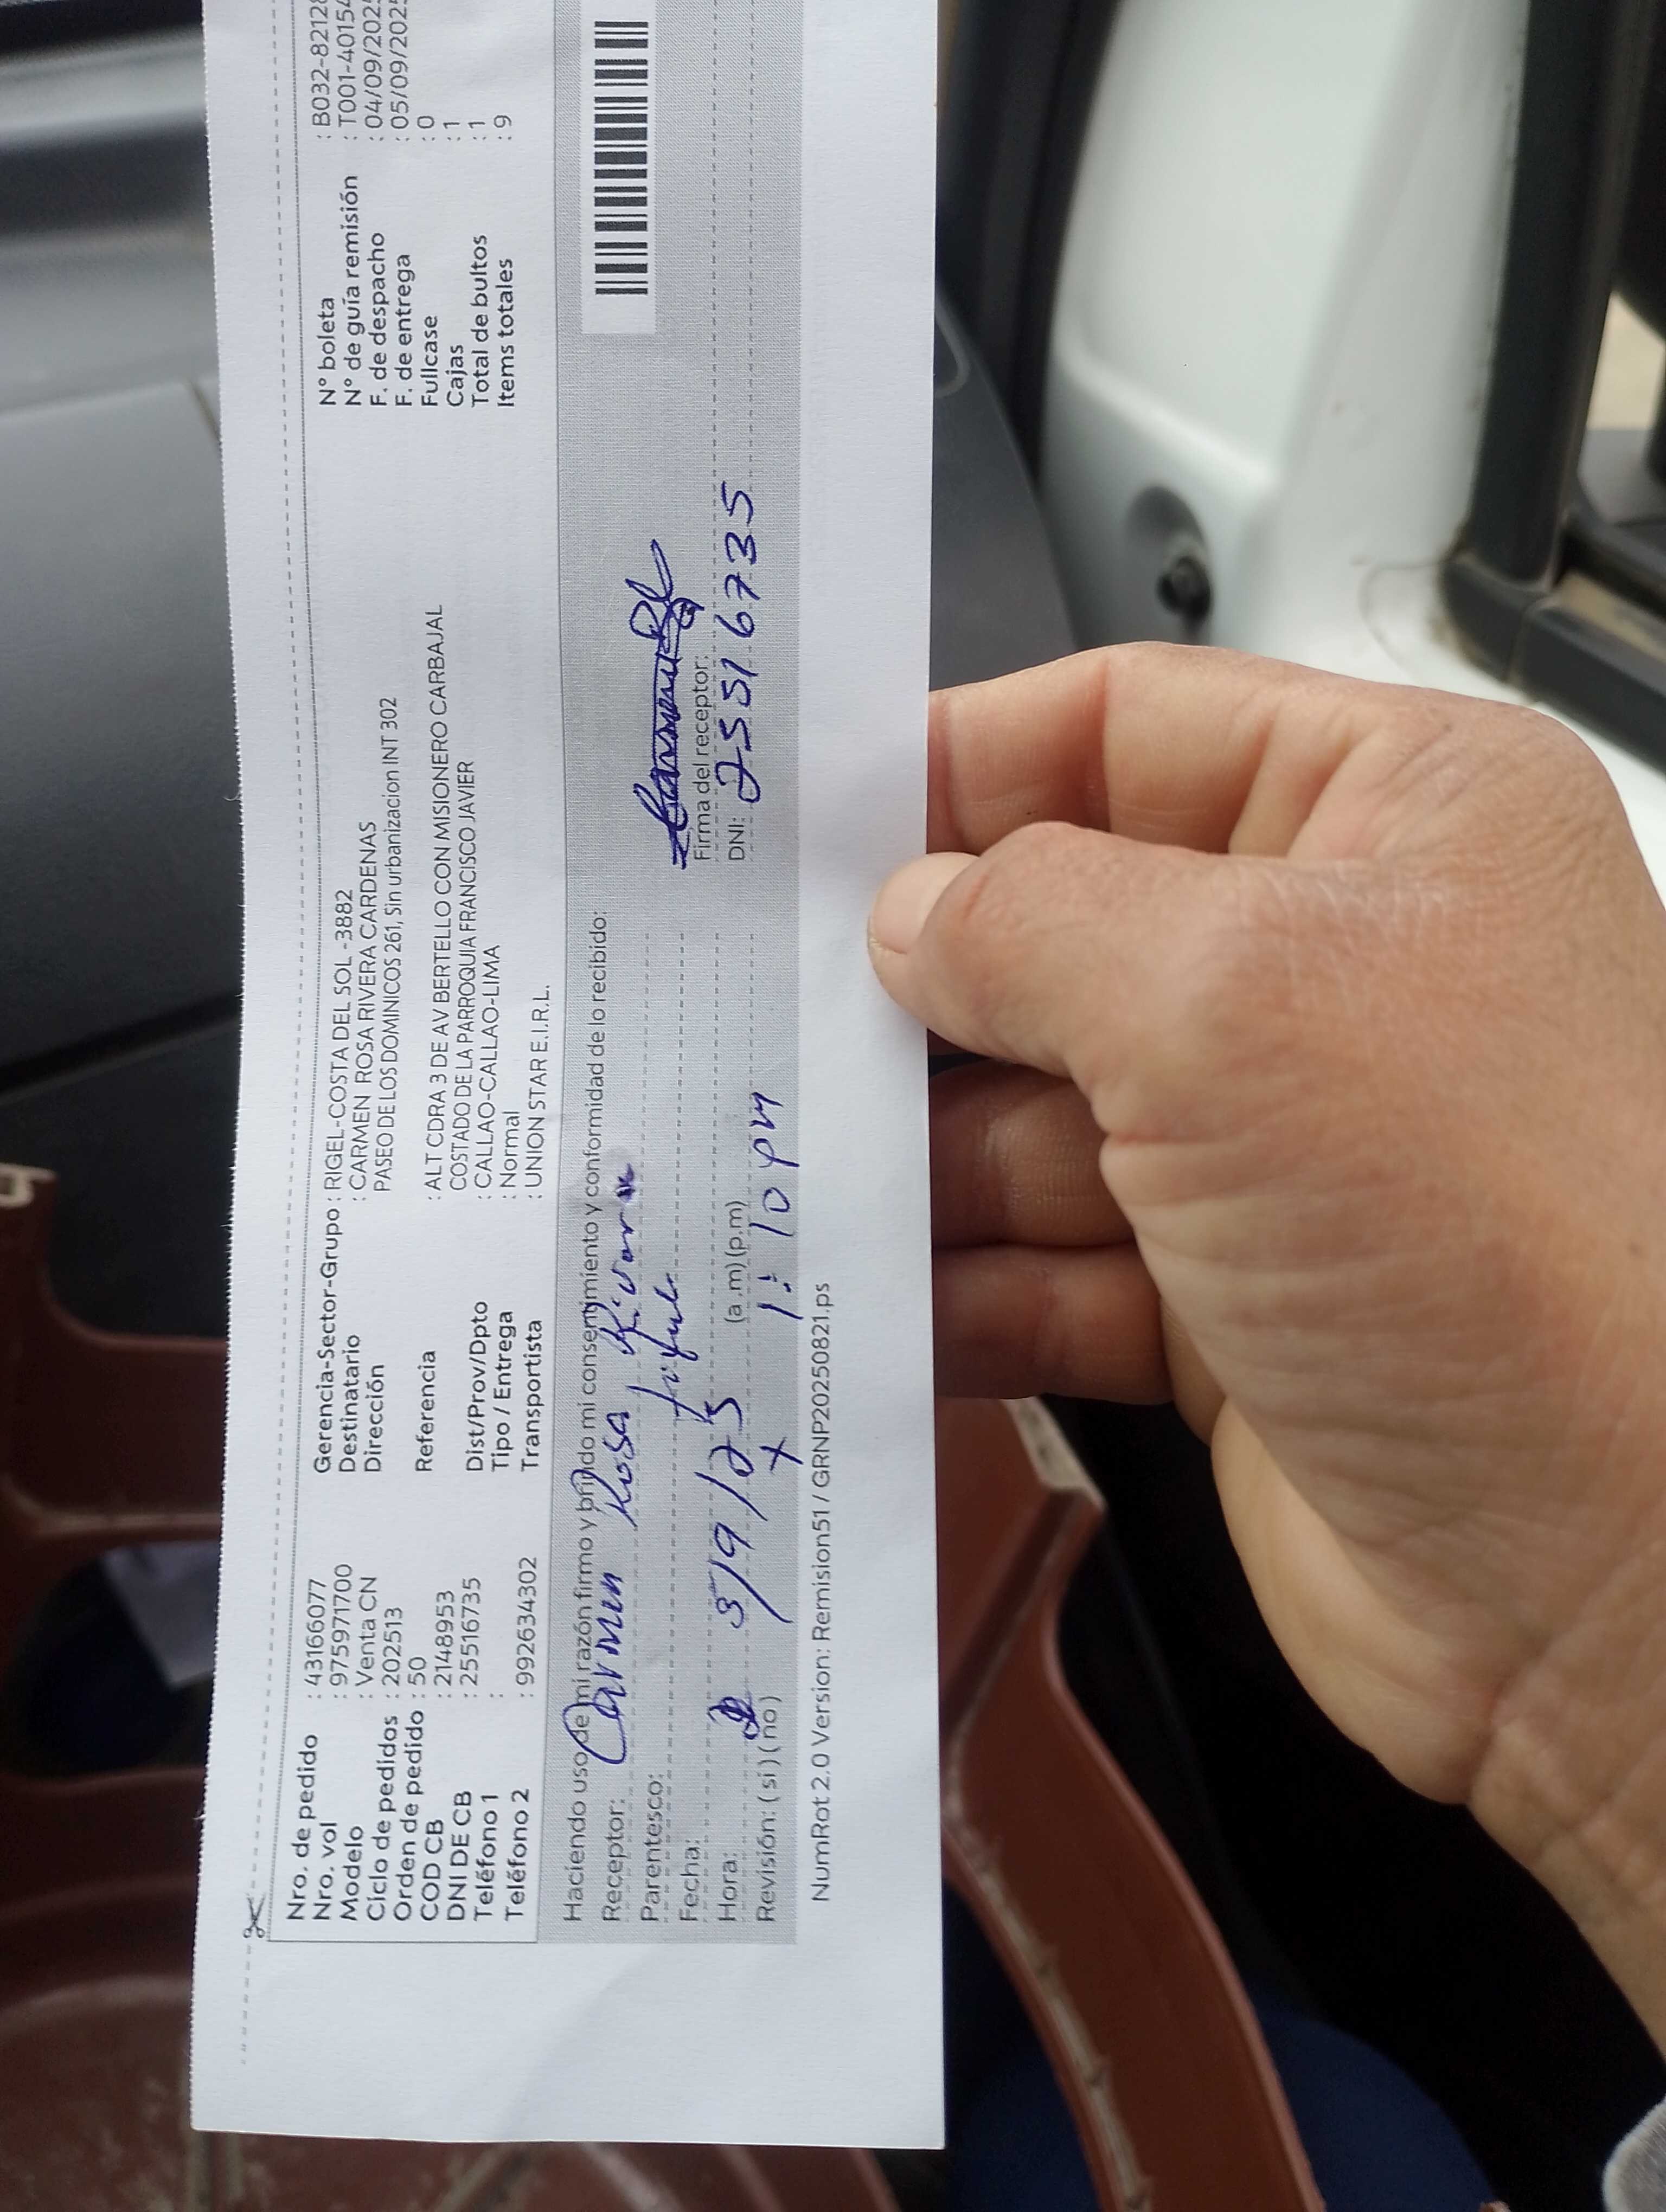 Nro. de pedido : 43166077
Nro. vol : 975971700
Modelo : Venta CN
Ciclo de pedidos : 202513
Orden de pedido : 50
COD CB : 2148953
DNI DE CB : 25516735
Teléfono 1 :
Teléfono 2 : 992634302
Gerencia-Sector-Grupo : RIGEL-COSTA DEL SOL -3882
Destinatario : CARMEN ROSA RIVERA CARDENAS
Dirección PASEO DE LOS DOMINICOS 261, Sin urbanizacion INT 302
Referencia : ALT CDRA 3 DE AV BERTELLO CON MISIONERO CARBAJAL
COSTADO DE LA PARROQUIA FRANCISCO JAVIER
Dist/Prov/Dpto : CALLAO-CALLAO-LIMA
Tipo / Entrega : Normal
Transportista : UNION STAR E.I.R.L.
N° boleta : B032-8212
N° de guía remisión : T001-4015
F. de despacho : 04/09/202
F. de entrega : 05/09/202
Fullcase : 0
Cajas : 1
Total de bultos : 1
Items totales : 9
Haciendo uso de mi razón firmo y brindo mi consentimiento y conformidad de lo recibido:
Receptor: Carmen Rosa
Parentesco:
Fecha: 5/9/25
Hora: (a.m) (p.m) 1:10 pm
Revisión: ( si ) ( no )
Firma del receptor:
DNI: 25516735
NumRot 2.0 Version: Remision51 / GRNP20250821.ps